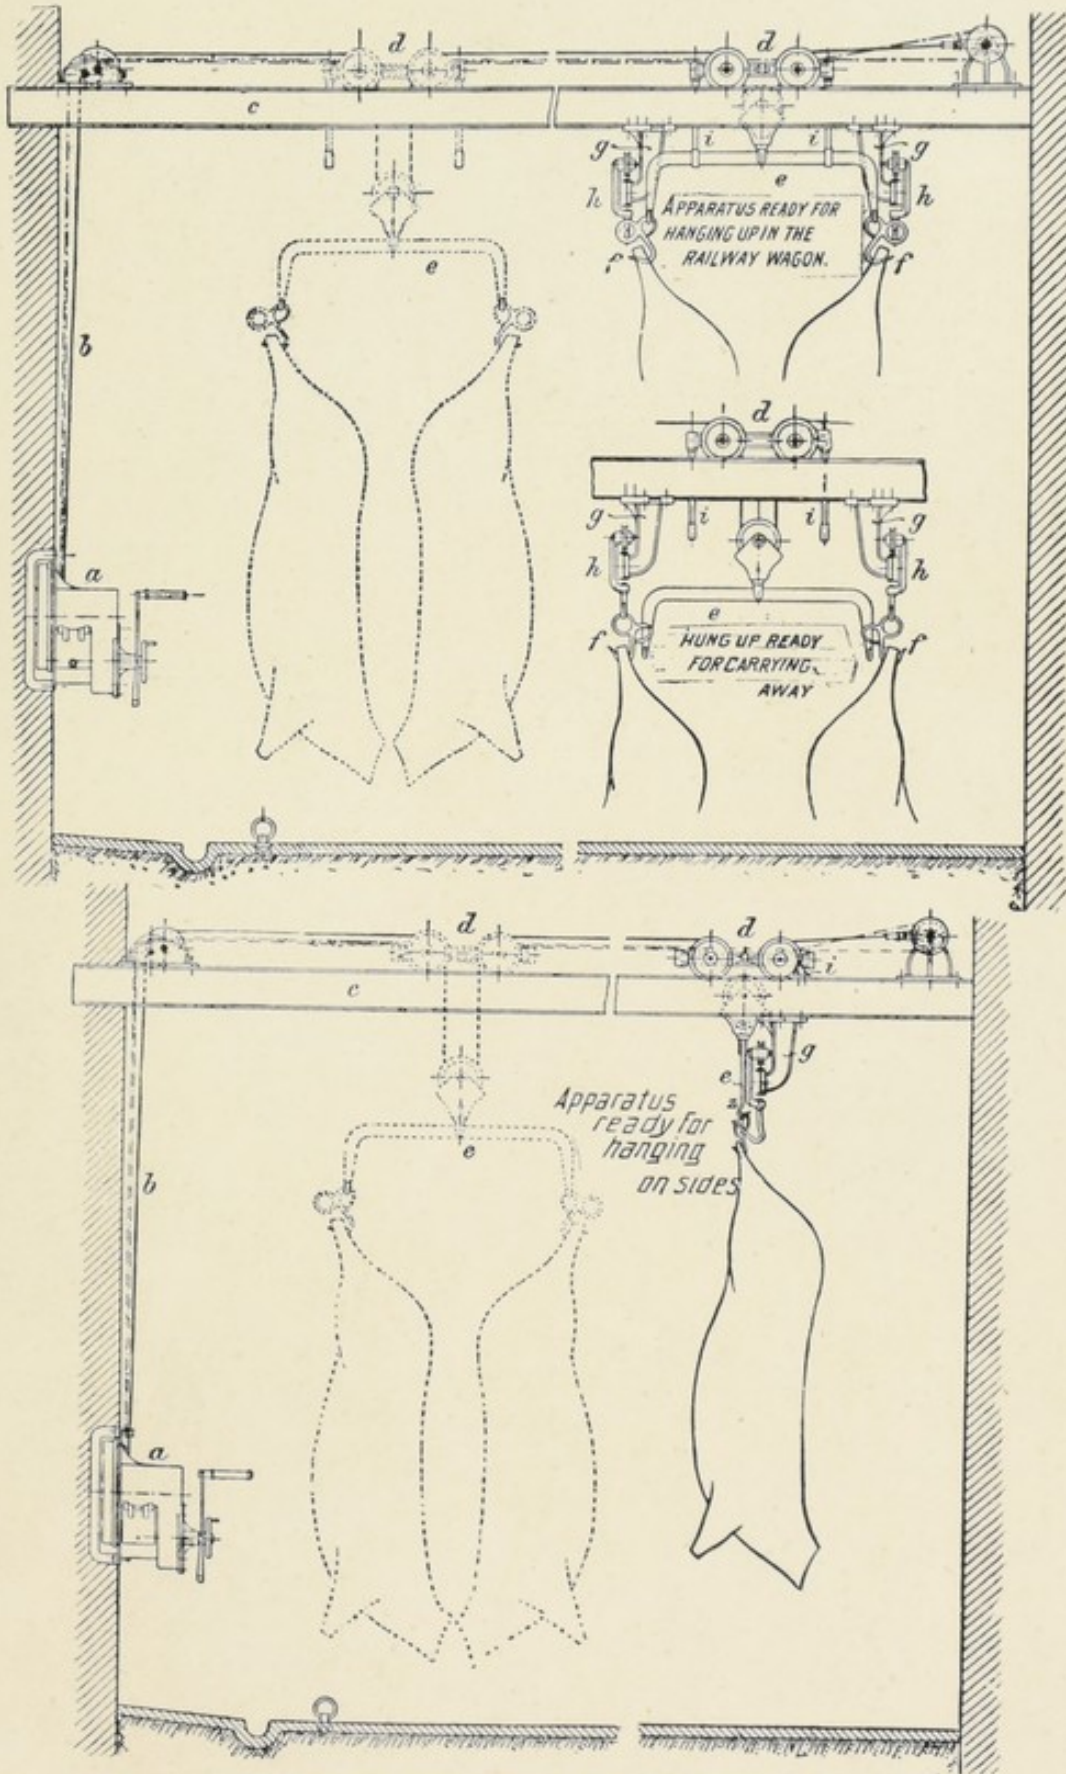 d
d
c
i
i
g
g
e
h
h
APPARATUS READY FOR
HANGING UP IN THE
RAILWAY WAGON.
e
f
f
b
d
g
i
i
g
h
h
a
e
f
f
HUNG UP READY
FOR CARRYING
AWAY
d
d
i
c
g
e
z
Apparatus
ready for
hanging
on sides
e
b
a